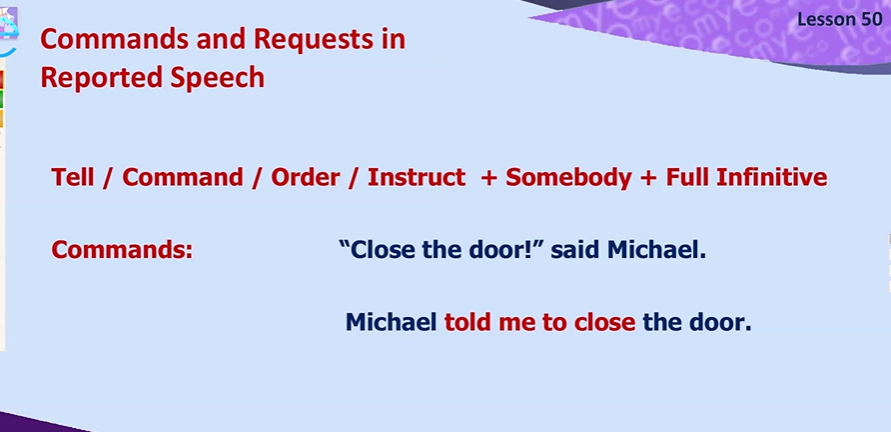 Lesson 50
Commands and Requests in
Reported Speech
Tell / Command / Order / Instruct + Somebody + Full Infinitive
Commands: “Close the door!” said Michael.
Michael told me to close the door.